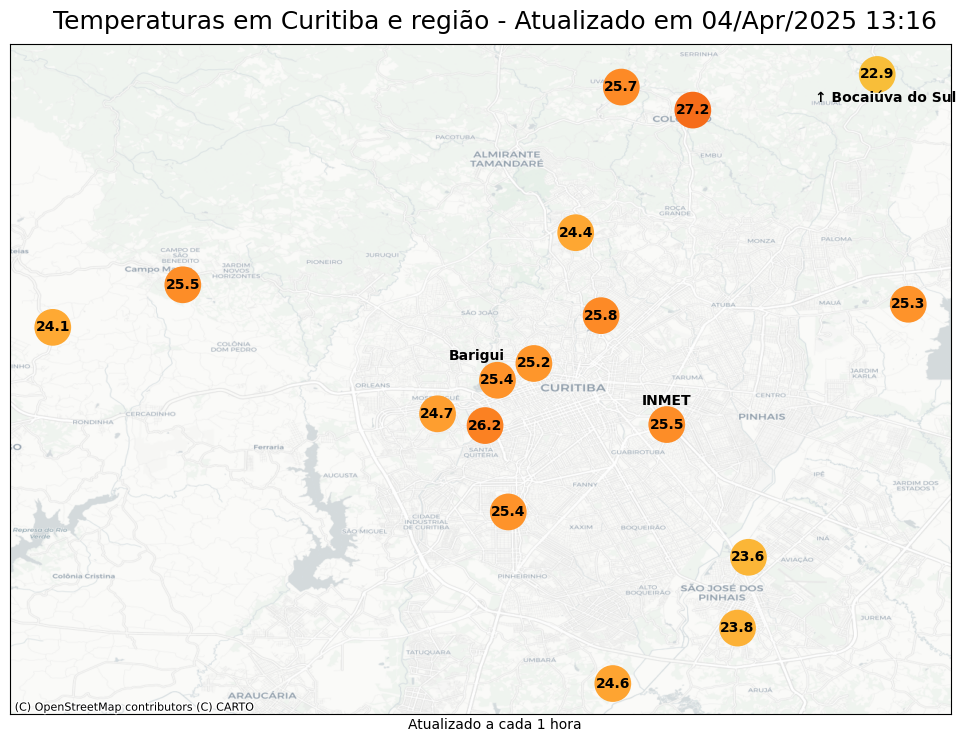 Temperaturas em Curitiba e região - Atualizado em 04/Apr/2025 13:16
SERRINHA
22.9
25.7
↑ Bocaiúva do Sul
27.2
PACOTUBA
ALMIRANTE
TAMANDARÉ
EMBU
ROÇA
GRANDE
24.4
MONZA
PALOMA
CAMPO DE
SÃO
BENEDITO
JURUQUI
PIONEIRO
JARDIM
NOVOS
HORIZONTES
25.5
25.3
ATUBA
MAUÁ
SÃO JOÃO
25.8
24.1
COLÔNIA
DOM PEDRO
Barigui
25.2
JARDIM
KARLA
TARUMÃ
25.4
ORLEANS
CURITIBA
CENTRO
INMET
24.7
CERCADINHO
PINHAIS
RONDINHA
26.2
25.5
Ferraria
SANTA
QUITÉRIA
GUABIROTUBA
AUGUSTA
IPÊ
FANNY
JARDIM DOS
ESTADOS I
25.4
CIDADE
INDUSTRIAL
DE CURITIBA
SÃO MIGUEL
XAXIM
BOQUEIRÃO
Represa do Rio
Verde
INÁ
23.6
AVIAÇÃO
Colônia Cristina
PINHEIRINHO
ALTO
BOQUEIRÃO
SÃO JOSÉ DOS
PINHAIS
JUREMA
23.8
TATUQUARA
UMBARÁ
24.6
ARUJÁ
ARAUCÁRIA
(C) OpenStreetMap contributors (C) CARTO
Atualizado a cada 1 hora